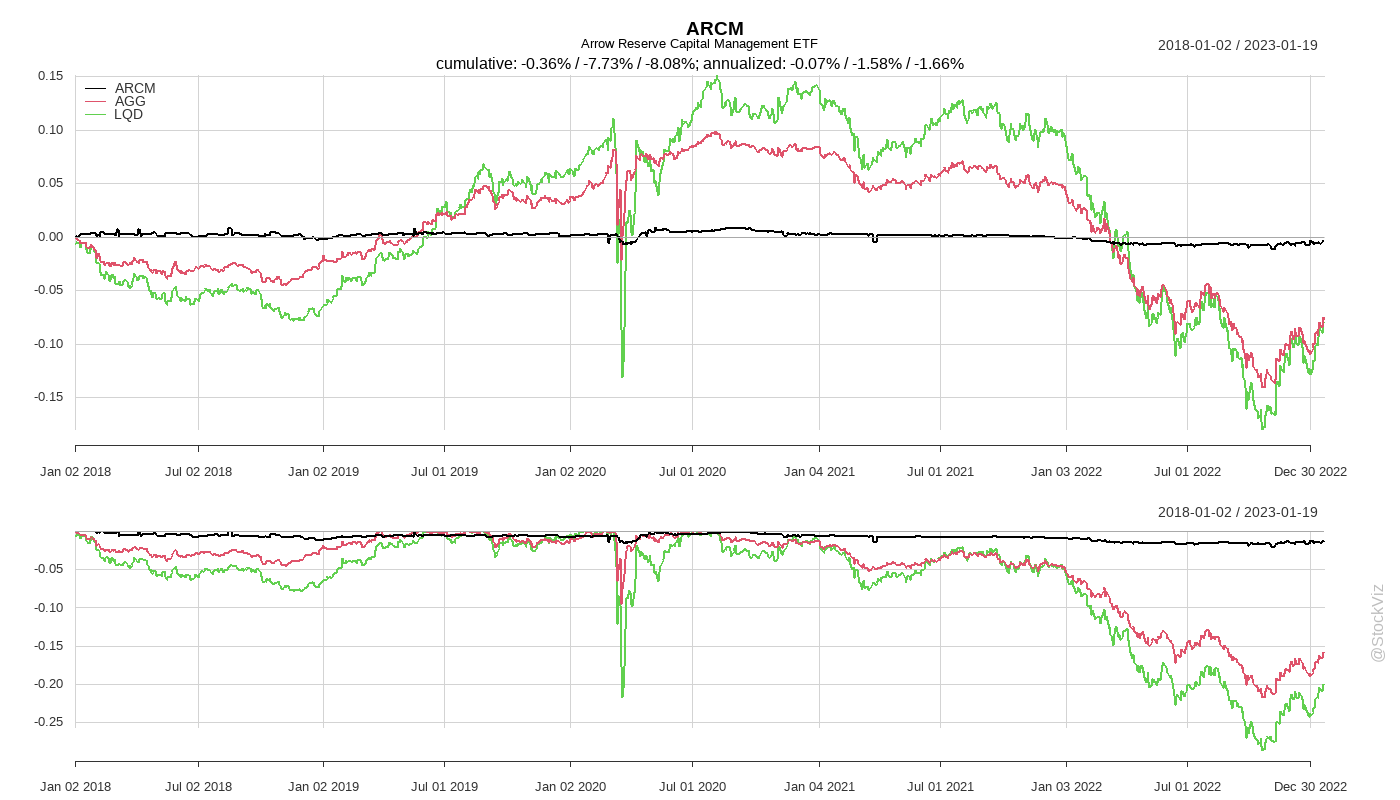 ARCM
Arrow Reserve Capital Management ETF
2018-01-02 / 2023-01-19
cumulative: -0.36% / -7.73% / -8.08%; annualized: -0.07% / -1.58% / -1.66%
0.15
ARCM
AGG
LQD
0.10
0.05
0.00
-0.05
-0.10
-0.15
Jan 02 2018 Jul 02 2018 Jan 02 2019 Jul 01 2019 Jan 02 2020 Jul 01 2020 Jan 04 2021 Jul 01 2021 Jan 03 2022 Jul 01 2022 Dec 30 2022
2018-01-02 / 2023-01-19
-0.05
-0.10
-0.15
-0.20
-0.25
Jan 02 2018 Jul 02 2018 Jan 02 2019 Jul 01 2019 Jan 02 2020 Jul 01 2020 Jan 04 2021 Jul 01 2021 Jan 03 2022 Jul 01 2022 Dec 30 2022
@StockViz